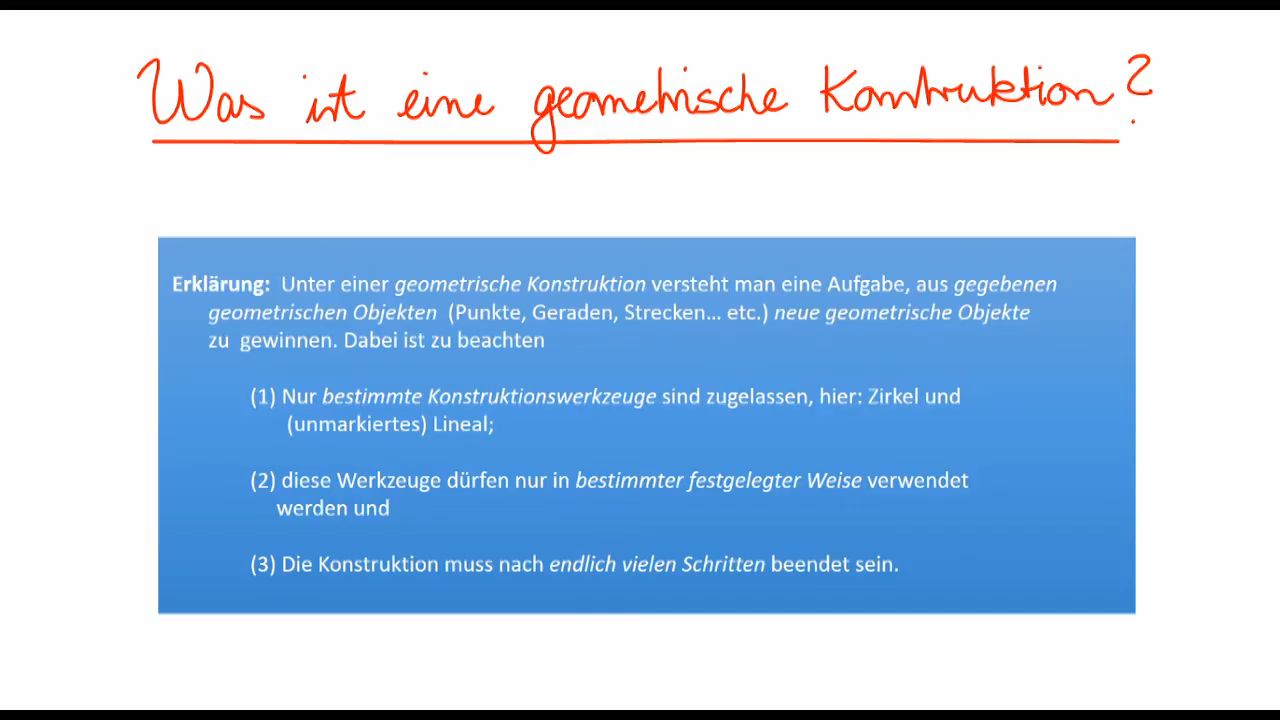 Was ist eine geometrische Konstruktion?
Erklärung: Unter einer geometrische Konstruktion versteht man eine Aufgabe, aus gegebenen
geometrischen Objekten (Punkte, Geraden, Strecken... etc.) neue geometrische Objekte
zu gewinnen. Dabei ist zu beachten
(1) Nur bestimmte Konstruktionswerkzeuge sind zugelassen, hier: Zirkel und
(unmarkiertes) Lineal;
(2) diese Werkzeuge dürfen nur in bestimmter festgelegter Weise verwendet
werden und
(3) Die Konstruktion muss nach endlich vielen Schritten beendet sein.